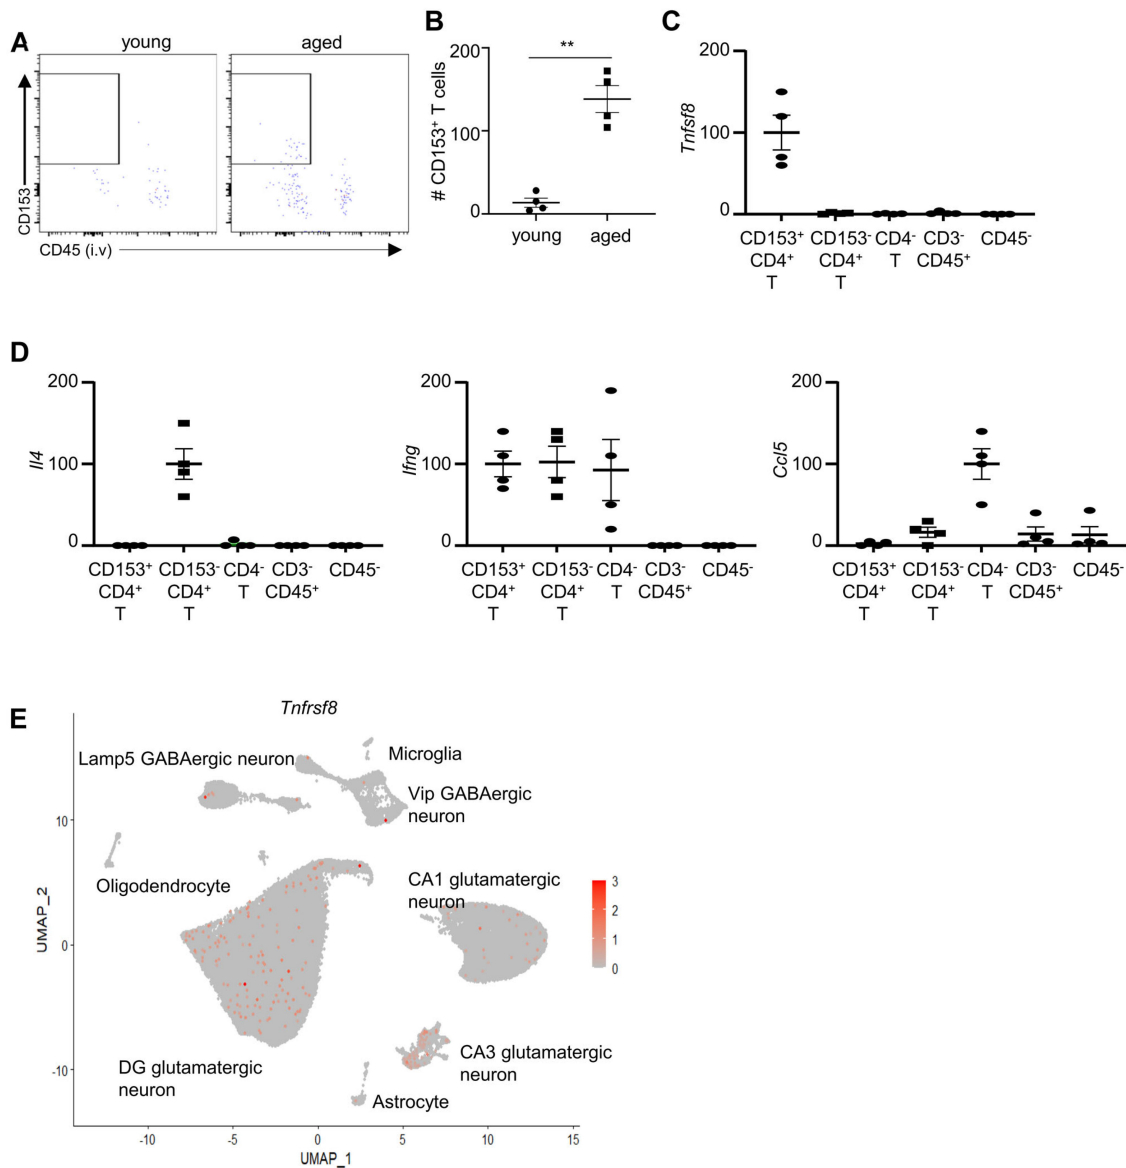 A
young
aged
CD153
CD45 (i.v)
B
**
# CD153⁺ T cells
200
100
0
young
aged
C
Tnfsf8
200
100
0
CD153⁺ CD153⁻ CD4⁻ CD3⁻ CD45⁻
CD4⁺ CD4⁺ T CD45⁺
T T
D
Il4
200
100
0
CD153⁺ CD153⁻ CD4⁻ CD3⁻ CD45⁻
CD4⁺ CD4⁺ T CD45⁺
T T
Ifng
200
100
0
CD153⁺ CD153⁻ CD4⁻ CD3⁻ CD45⁻
CD4⁺ CD4⁺ T CD45⁺
T T
Ccl5
200
100
0
CD153⁺ CD153⁻ CD4⁻ CD3⁻ CD45⁻
CD4⁺ CD4⁺ T CD45⁺
T T
E
Tnfrsf8
Lamp5 GABAergic neuron
Microglia
Vip GABAergic
neuron
Oligodendrocyte
CA1 glutamatergic
neuron
DG glutamatergic
neuron
CA3 glutamatergic
neuron
Astrocyte
3
2
1
0
UMAP_2
10
0
-10
-10 -5 0 5 10 15
UMAP_1